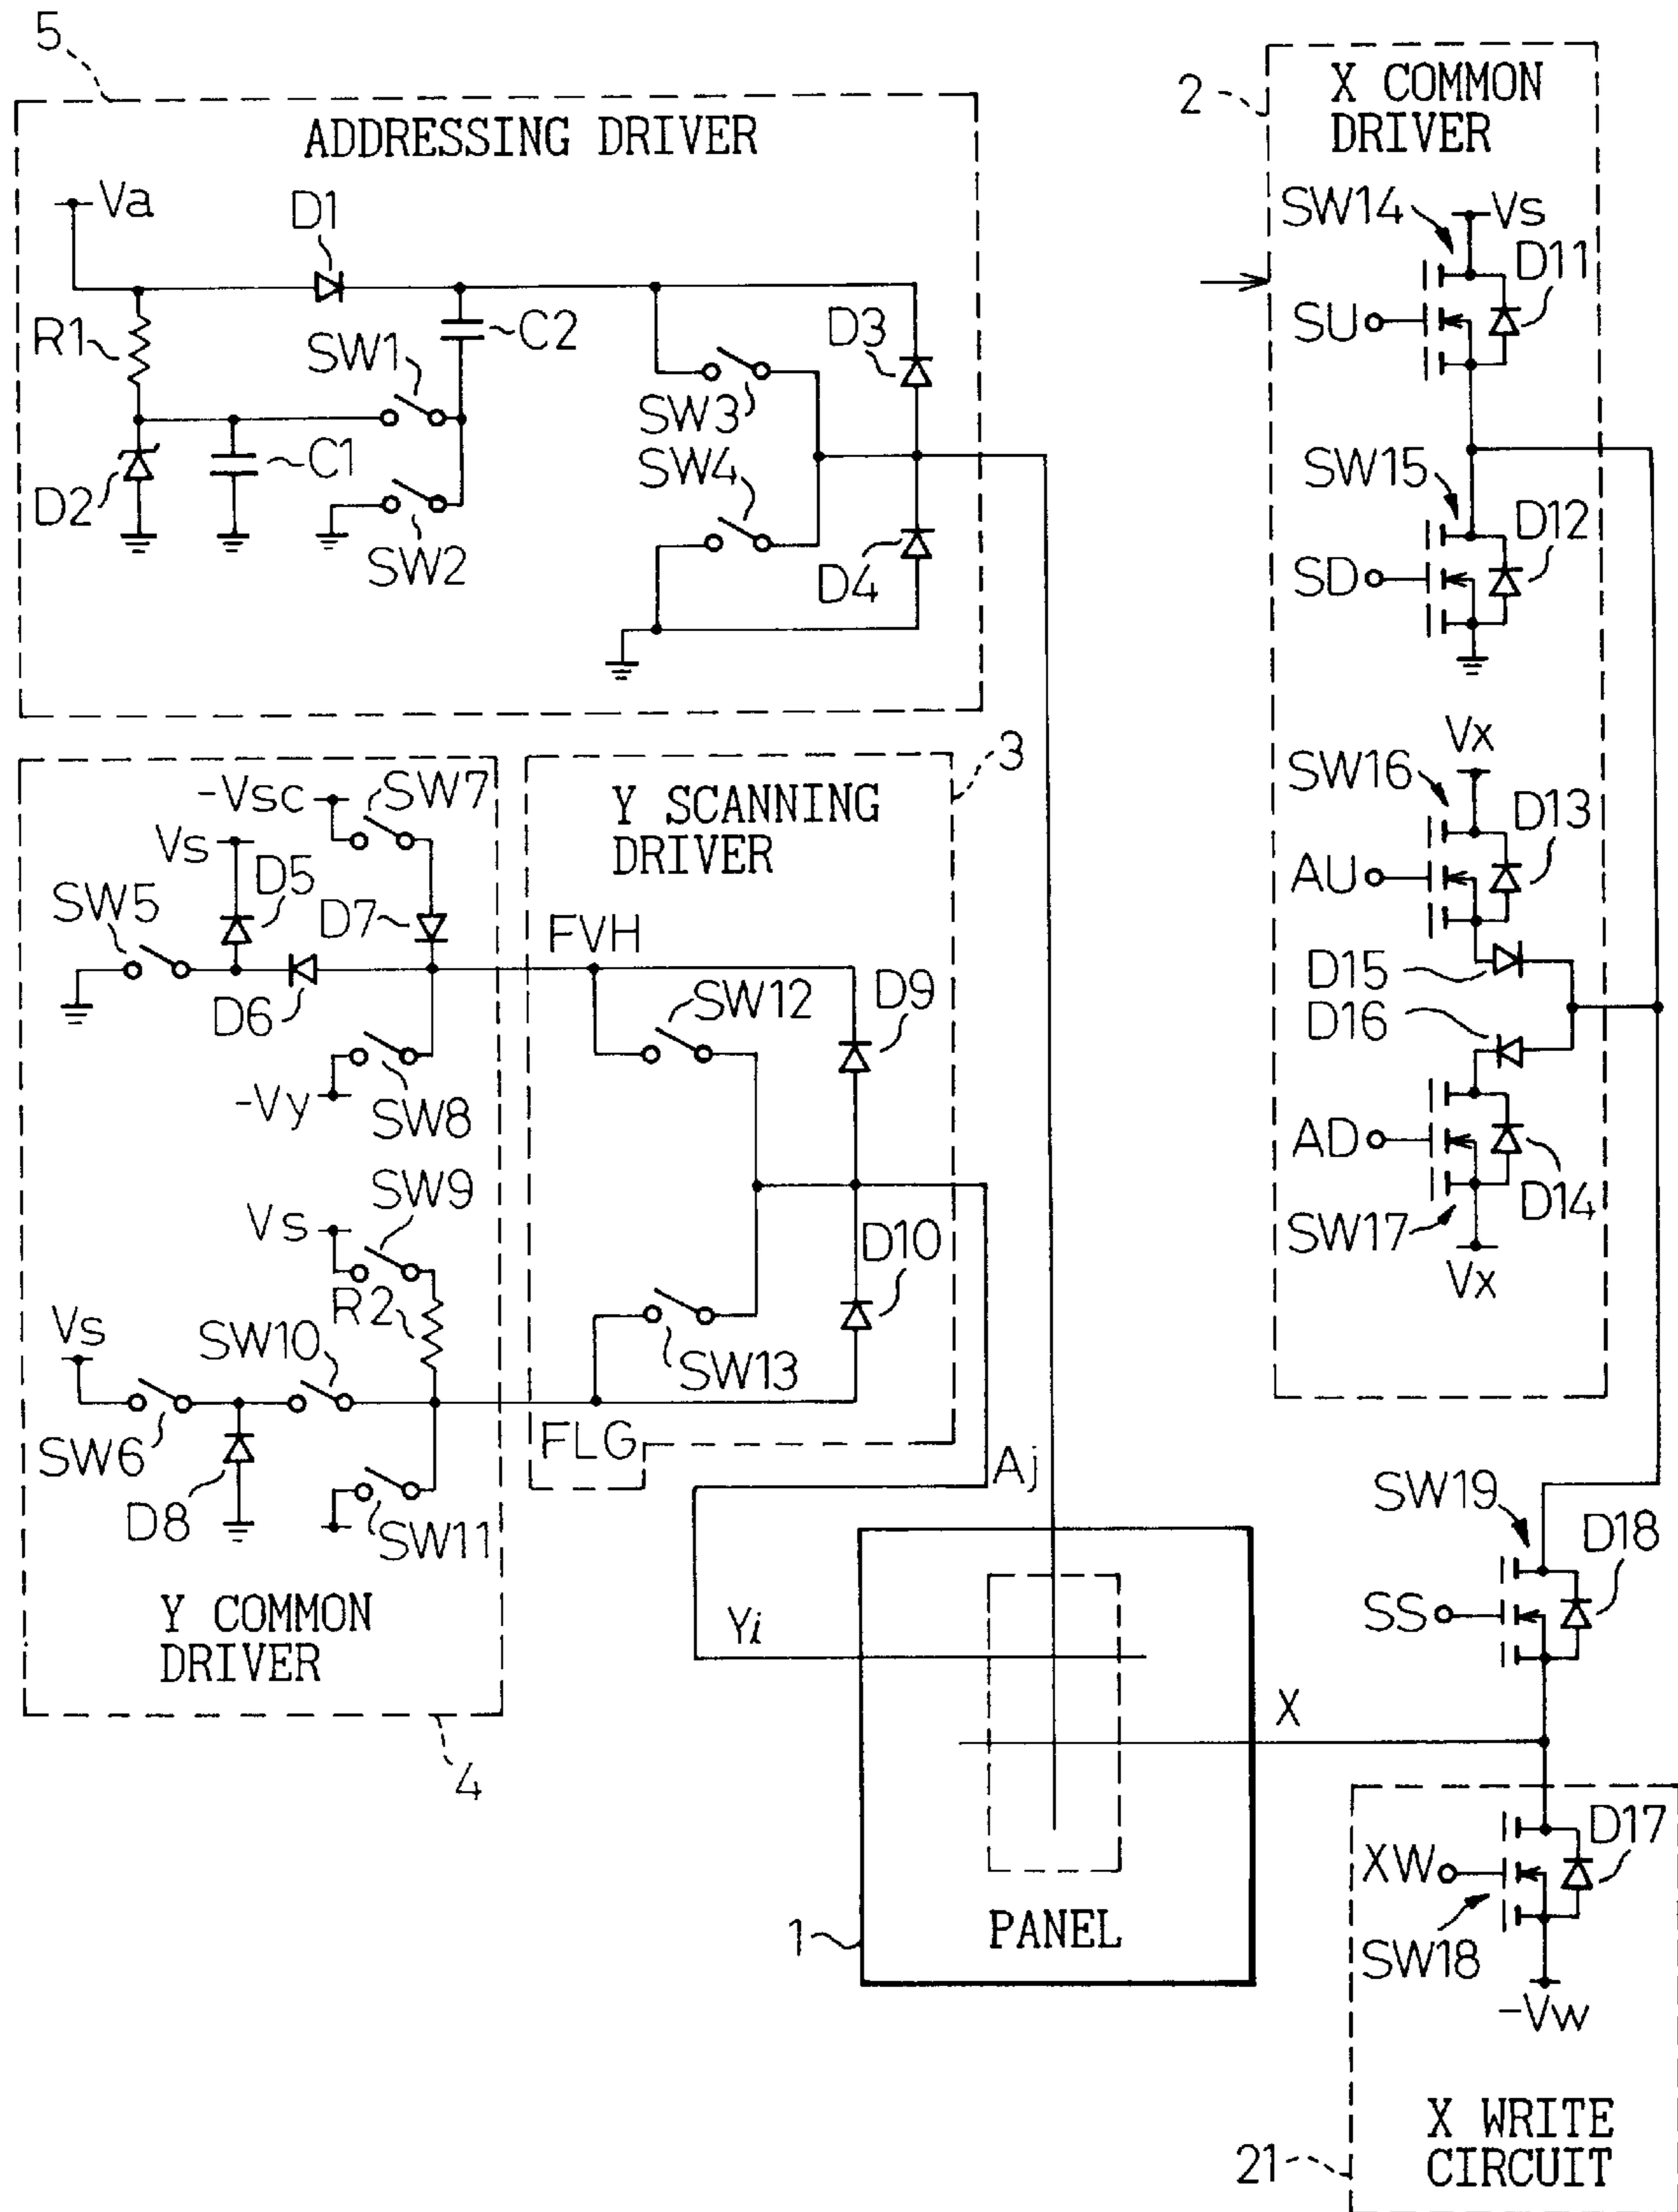 5
ADDRESSING DRIVER
Va
D1
R1
C2
SW1
D3
SW3
D2
C1
SW4
SW2
D4
2
X COMMON
DRIVER
SW14
Vs
D11
SU
SW15
D12
SD
Vx
SW16
D13
AU
D15
D16
AD
D14
SW17
Vx
3
-Vsc
SW7
Y SCANNING
DRIVER
Vs
D5
SW5
D7
FVH
D6
SW12
D9
-Vy
SW8
SW9
Vs
D10
R2
Vs
SW10
SW13
SW6
FLG
D8
SW11
Aj
Y COMMON
DRIVER
4
SW19
D18
SS
Yi
X
PANEL
1
D17
XW
SW18
-Vw
X WRITE
CIRCUIT
21